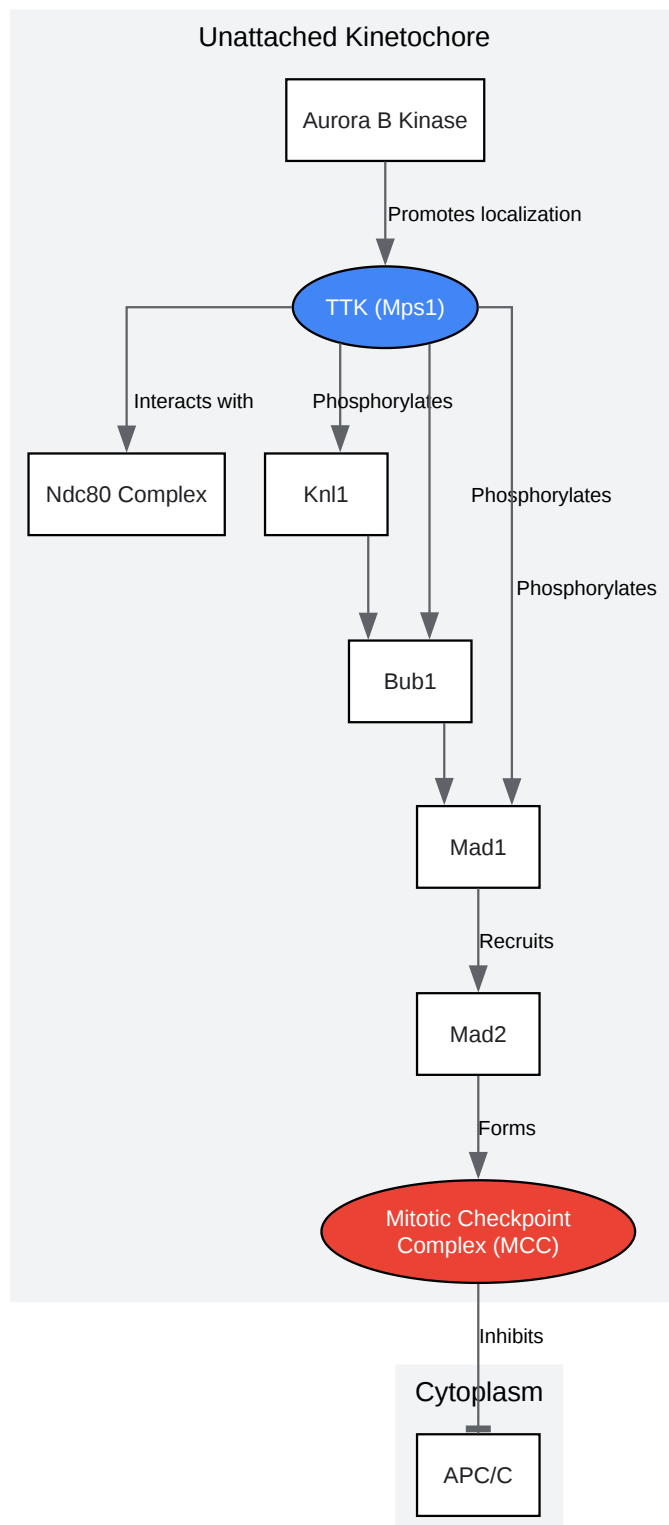 Unattached Kinetochore
Aurora B Kinase
Promotes localization
TTK (Mps1)
Interacts with
Phosphorylates
Ndc80 Complex
Knl1
Phosphorylates
Phosphorylates
Bub1
Mad1
Recruits
Mad2
Forms
Mitotic Checkpoint
Complex (MCC)
Inhibits
Cytoplasm
APC/C